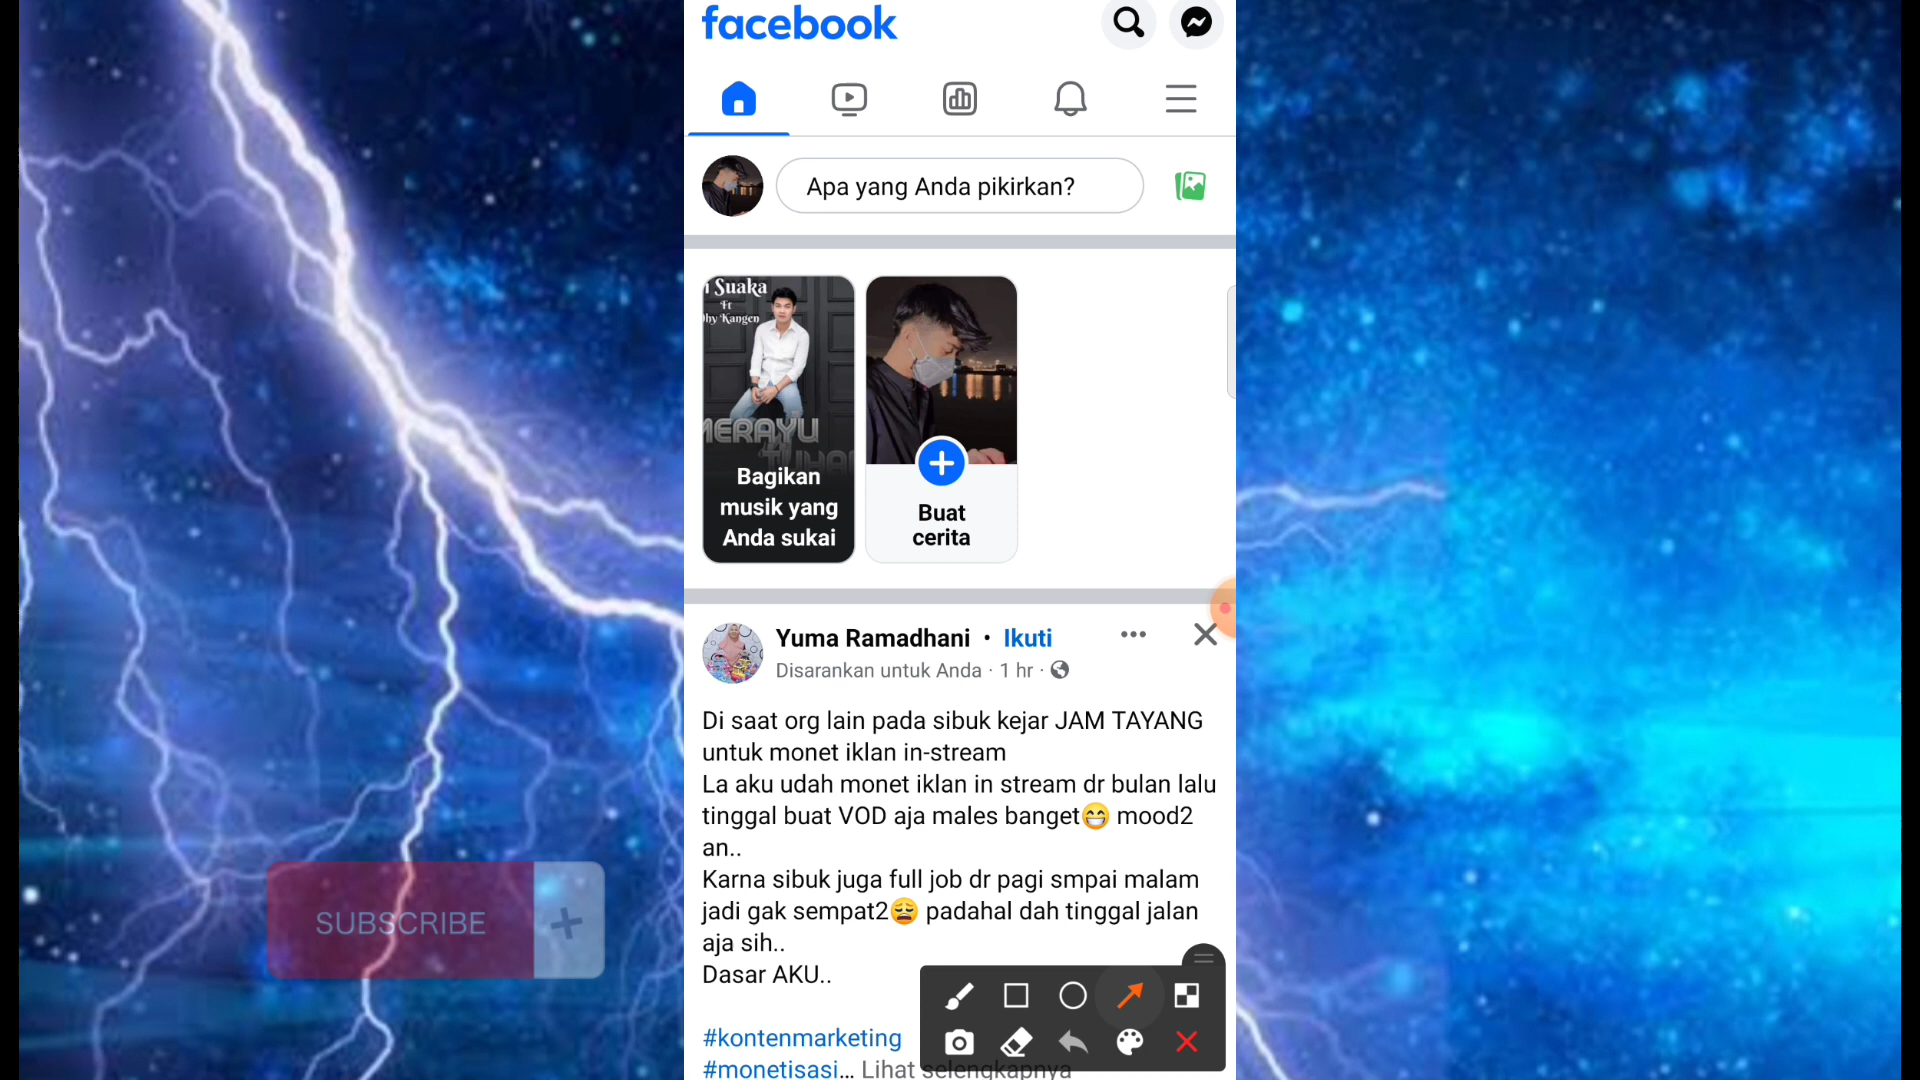 facebook
Apa yang Anda pikirkan?
i Suaka
Ft
Dhy Kangen
MERAYU
TUHAN
Bagikan
musik yang
Anda sukai
Buat
cerita
Yuma Ramadhani • Ikuti
Disarankan untuk Anda · 1 hr ·
Di saat org lain pada sibuk kejar JAM TAYANG
untuk monet iklan in-stream
La aku udah monet iklan in stream dr bulan lalu
tinggal buat VOD aja males banget😁 mood2
an..
Karna sibuk juga full job dr pagi smpai malam
jadi gak sempat2😩 padahal dah tinggal jalan
aja sih..
Dasar AKU..
#kontenmarketing
#monetisasi... Lihat selengkapnya
SUBSCRIBE